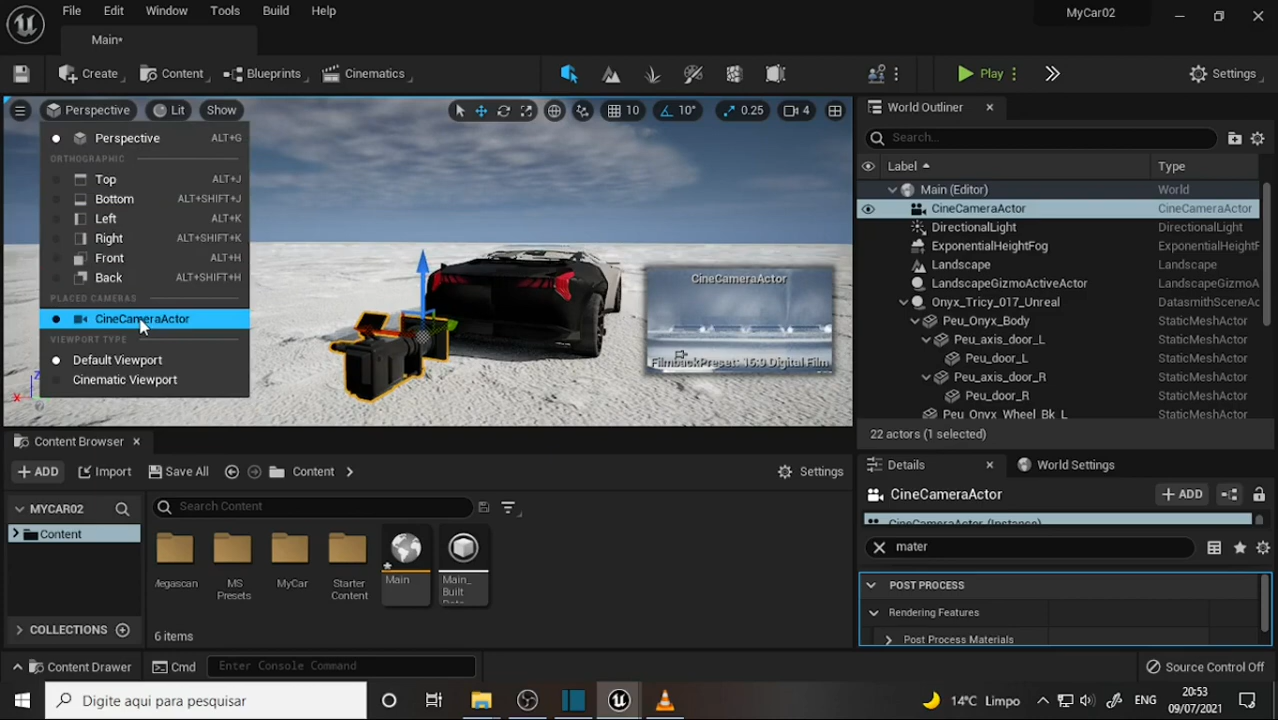 File Edit Window Tools Build Help
MyCar02
Main•
Create Content Blueprints Cinematics Play Settings
Perspective Lit Show 10 10° 0.25 4
Perspective ALT+G
ORTHOGRAPHIC
Top ALT+J
Bottom ALT+SHIFT+J
Left ALT+K
Right ALT+SHIFT+K
Front ALT+H
Back ALT+SHIFT+H
PLACED CAMERAS
CineCameraActor
VIEWPORT TYPE
Default Viewport
Cinematic Viewport
CineCameraActor
FilmbackPreset: 16:9 Digital Film
Z
X
World Outliner
Search...
Label Type
Main (Editor) World
CineCameraActor CineCameraActor
DirectionalLight DirectionalLight
ExponentialHeightFog ExponentialHeightF
Landscape Landscape
LandscapeGizmoActiveActor LandscapeGizmoA
Onyx_Tricy_017_Unreal DatasmithSceneAc
Peu_Onyx_Body StaticMeshActor
Peu_axis_door_L StaticMeshActor
Peu_door_L StaticMeshActor
Peu_axis_door_R StaticMeshActor
Peu_door_R StaticMeshActor
Peu_Onyx_Wheel_Bk_L StaticMeshActor
22 actors (1 selected)
Content Browser
ADD Import Save All Content Settings
MYCAR02
Content
COLLECTIONS
Search Content
Megascan
MS Presets
MyCar
Starter Content
Main
Main_
Built
6 items
Details World Settings
CineCameraActor ADD
CineCameraActor (Instance)
mater
POST PROCESS
Rendering Features
Post Process Materials
Content Drawer Cmd Enter Console Command Source Control Off
Digite aqui para pesquisar 14°C Limpo ENG 20:53
09/07/2021